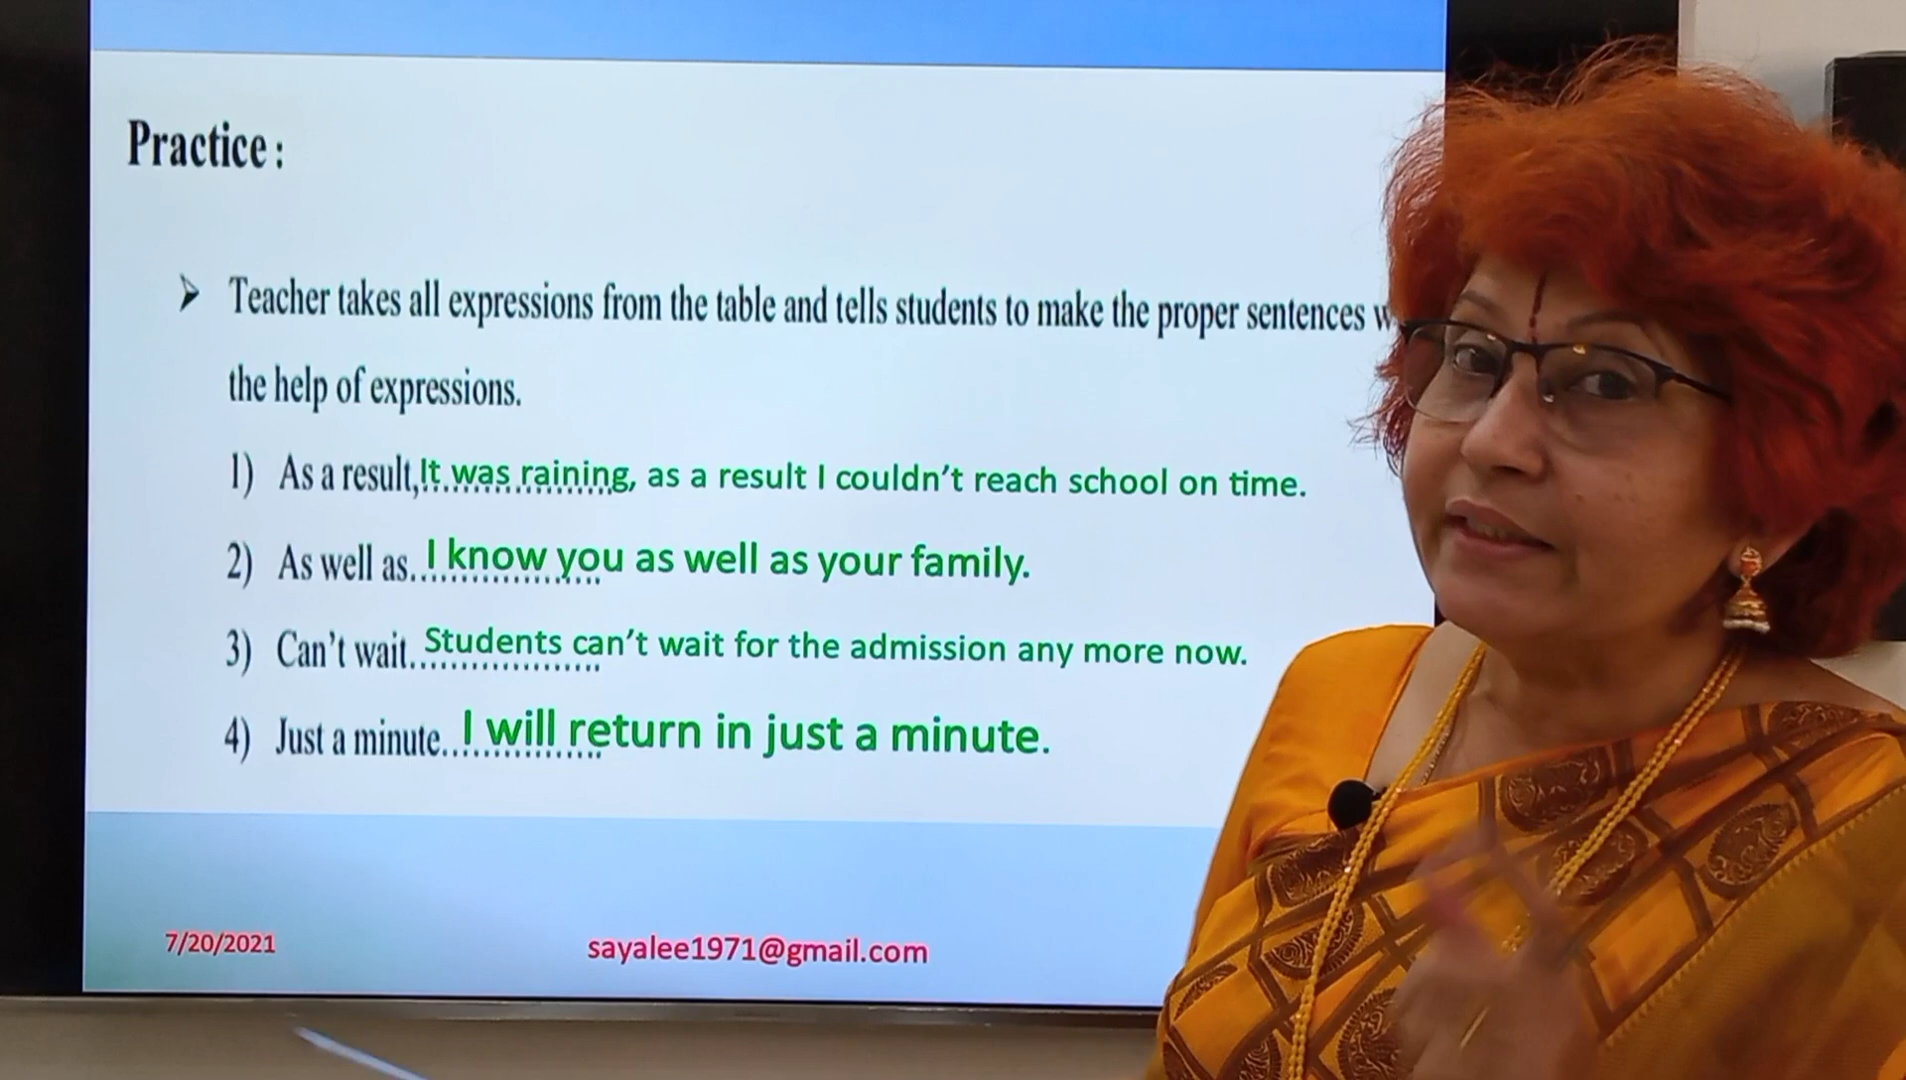 Practice :
➢ Teacher takes all expressions from the table and tells students to make the proper sentences
the help of expressions.
1) As a result,It was raining, as a result I couldn't reach school on time.
2) As well as..I know you as well as your family.
3) Can't wait..Students can't wait for the admission any more now.
4) Just a minute...I will return in just a minute.
7/20/2021 sayalee1971@gmail.com